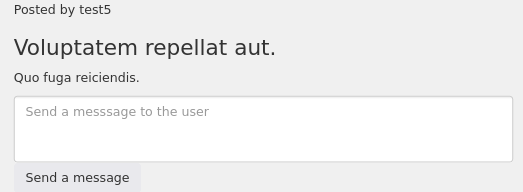 Posted by test5
Voluptatem repellat aut.
Quo fuga reiciendis.
Send a messsage to the user
Send a message